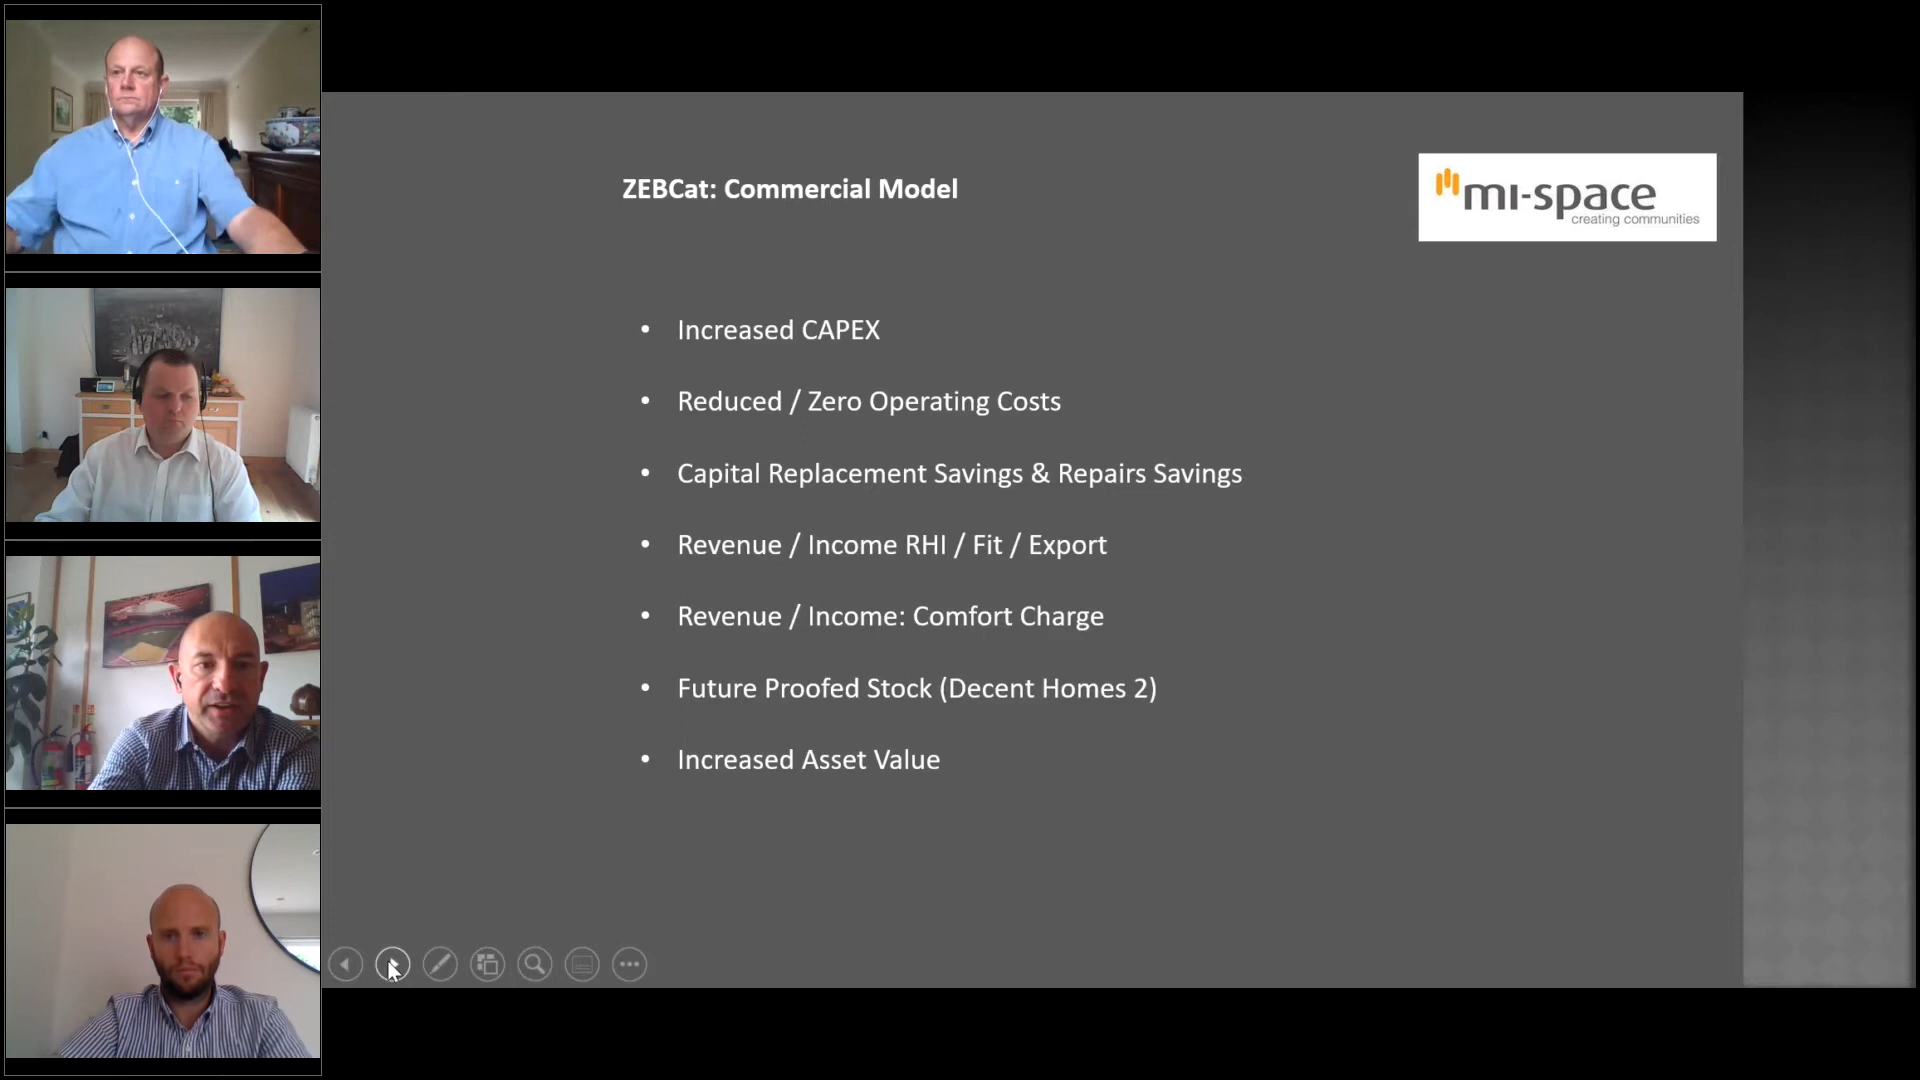 ZEBCat: Commercial Model
mı-space
creating communities
• Increased CAPEX
• Reduced / Zero Operating Costs
• Capital Replacement Savings & Repairs Savings
• Revenue / Income RHI / Fit / Export
• Revenue / Income: Comfort Charge
• Future Proofed Stock (Decent Homes 2)
• Increased Asset Value